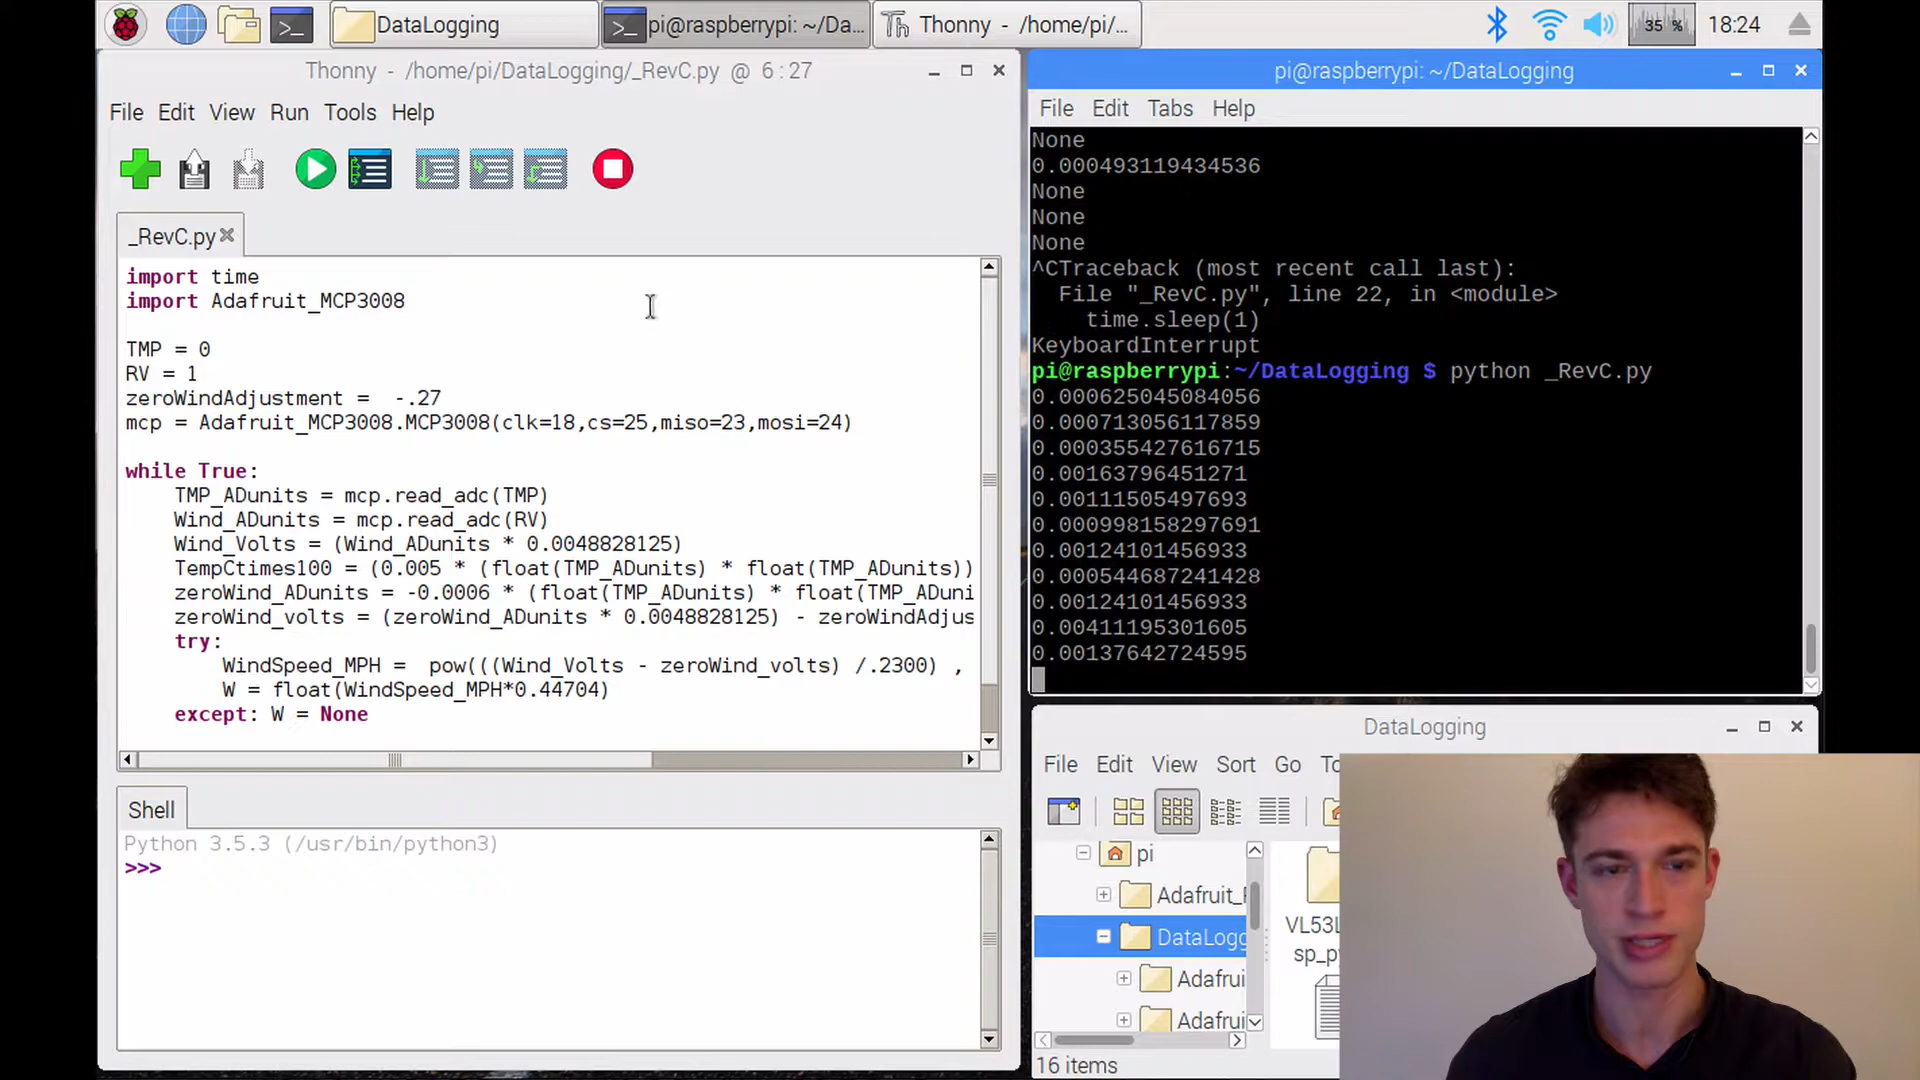 DataLogging
pi@raspberrypi: ~/Da...
Thonny - /home/pi/...
35 %
18:24
Thonny - /home/pi/DataLogging/_RevC.py @ 6:27
File Edit View Run Tools Help
_RevC.py
import time
import Adafruit_MCP3008
TMP = 0
RV = 1
zeroWindAdjustment =  -.27
mcp = Adafruit_MCP3008.MCP3008(clk=18,cs=25,miso=23,mosi=24)
while True:
    TMP_ADunits = mcp.read_adc(TMP)
    Wind_ADunits = mcp.read_adc(RV)
    Wind_Volts = (Wind_ADunits * 0.0048828125)
    TempCtimes100 = (0.005 * (float(TMP_ADunits) * float(TMP_ADunits))
    zeroWind_ADunits = -0.0006 * (float(TMP_ADunits) * float(TMP_ADuni
    zeroWind_volts = (zeroWind_ADunits * 0.0048828125) - zeroWindAdjus
    try:
        WindSpeed_MPH =  pow(((Wind_Volts - zeroWind_volts) /.2300) ,
        W = float(WindSpeed_MPH*0.44704)
    except: W = None
Shell
Python 3.5.3 (/usr/bin/python3)
>>>
pi@raspberrypi: ~/DataLogging
File Edit Tabs Help
None
0.000493119434536
None
None
None
^CTraceback (most recent call last):
  File "_RevC.py", line 22, in <module>
    time.sleep(1)
KeyboardInterrupt
pi@raspberrypi:~/DataLogging $ python _RevC.py
0.000625045084056
0.000713056117859
0.000355427616715
0.00163796451271
0.00111505497693
0.000998158297691
0.00124101456933
0.000544687241428
0.00124101456933
0.00411195301605
0.00137642724595
DataLogging
File Edit View Sort Go To
pi
Adafruit_
DataLogg
Adafrui
Adafrui
VL53L
sp_py
16 items